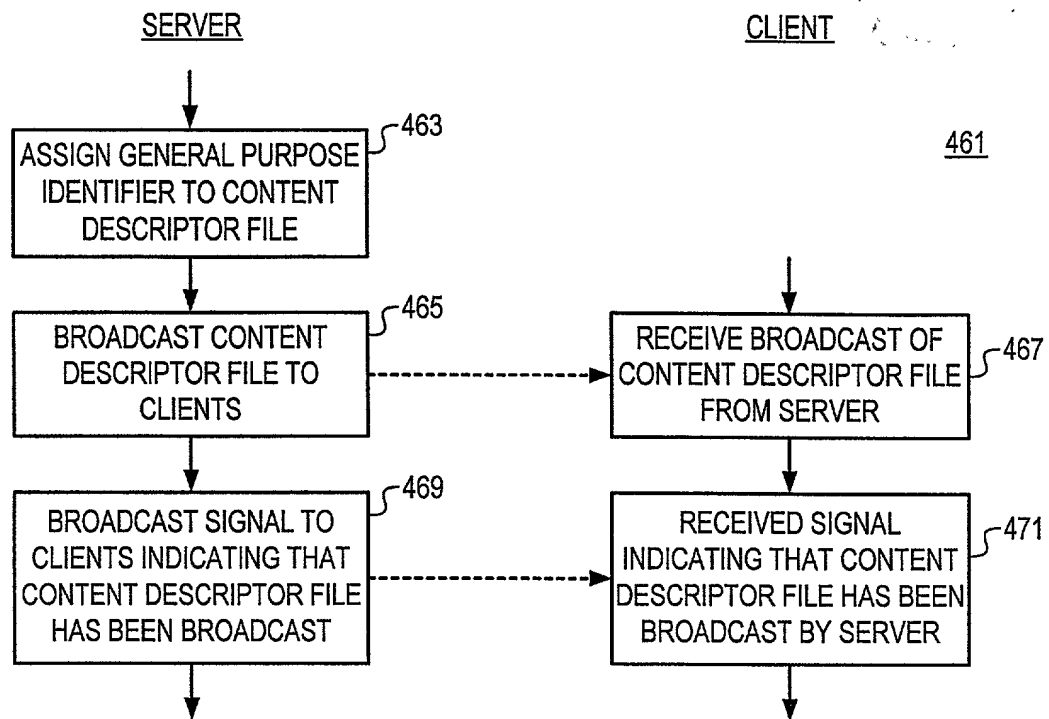 SERVER
CLIENT
463
461
ASSIGN GENERAL PURPOSE
IDENTIFIER TO CONTENT
DESCRIPTOR FILE
465
BROADCAST CONTENT
DESCRIPTOR FILE TO
CLIENTS
RECEIVE BROADCAST OF
CONTENT DESCRIPTOR FILE
FROM SERVER
467
469
BROADCAST SIGNAL TO
CLIENTS INDICATING THAT
CONTENT DESCRIPTOR FILE
HAS BEEN BROADCAST
RECEIVED SIGNAL
INDICATING THAT CONTENT
DESCRIPTOR FILE HAS BEEN
BROADCAST BY SERVER
471